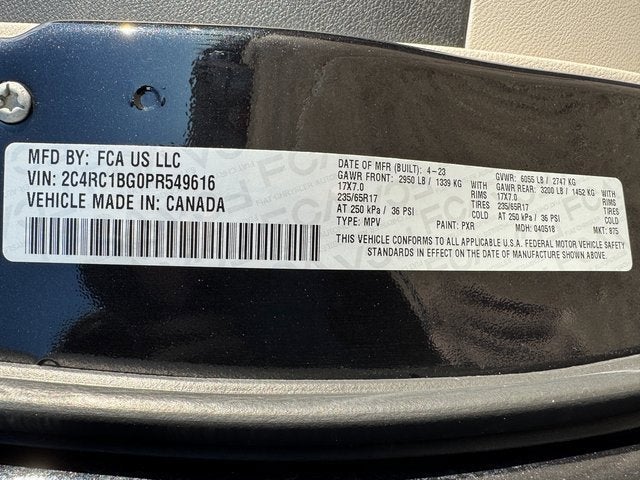 MFD BY: FCA US LLC
VIN: 2C4RC1BG0PR549616
VEHICLE MADE IN: CANADA
DATE OF MFR (BUILT): 4-23 GVWR: 6055 LB / 2747 KG
GAWR FRONT: 2950 LB / 1339 KG GAWR REAR: 3200 LB / 1452 KG
17X7.0 RIMS 17X7.0 RIMS
235/65R17 TIRES 235/65R17 TIRES
AT 250 kPa / 36 PSI COLD AT 250 kPa / 36 PSI COLD
TYPE: MPV PAINT: PXR MDH: 040518 MKT: 875
THIS VEHICLE CONFORMS TO ALL APPLICABLE U.S.A. FEDERAL MOTOR VEHICLE SAFETY
STANDARDS IN EFFECT ON THE DATE OF MANUFACTURE SHOWN ABOVE.